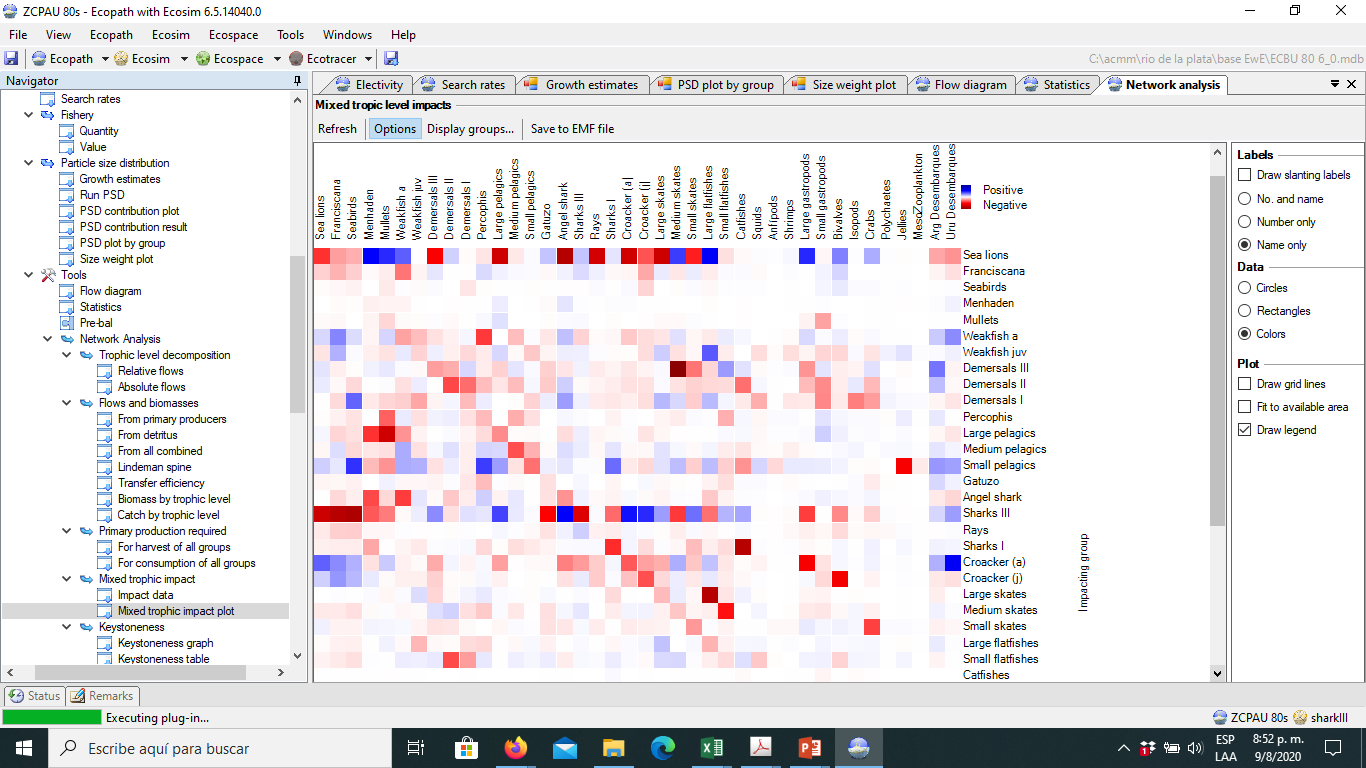 ZCPAU 80s - Ecopath with Ecosim 6.5.14040.0
File View Ecopath Ecosim Ecospace Tools Windows Help
Ecopath Ecosim Ecospace Ecotracer C:\acmm\rio de la plata\base EwE\ECBU 80 6_0.mdb
Navigator
Search rates
Fishery
Quantity
Value
Particle size distribution
Growth estimates
Run PSD
PSD contribution plot
PSD contribution result
PSD plot by group
Size weight plot
Tools
Flow diagram
Statistics
Pre-bal
Network Analysis
Trophic level decomposition
Relative flows
Absolute flows
Flows and biomasses
From primary producers
From detritus
From all combined
Lindeman spine
Transfer efficiency
Biomass by trophic level
Catch by trophic level
Primary production required
For harvest of all groups
For consumption of all groups
Mixed trophic impact
Impact data
Mixed trophic impact plot
Keystoneness
Keystoneness graph
Keystoneness table
Electivity Search rates Growth estimates PSD plot by group Size weight plot Flow diagram Statistics Network analysis
Mixed tropic level impacts
Refresh Options Display groups... Save to EMF file
Sea lions
Franciscana
Seabirds
Menhaden
Mullets
Weakfish a
Weakfish juv
Demersals III
Demersals II
Demersals I
Percophis
Large pelagics
Medium pelagics
Small pelagics
Gatuzo
Angel shark
Sharks III
Rays
Sharks I
Croacker (a)
Croacker (j)
Large skates
Medium skates
Small skates
Large flatfishes
Small flatfishes
Catfishes
Squids
Anfipods
Shrimps
Large gastropods
Small gastropods
Bivalves
Isopods
Crabs
Polychaetes
Jellies
MesoZooplankton
Arg Desembarques
Uru Desembarques
Positive
Negative
Sea lions
Franciscana
Seabirds
Menhaden
Mullets
Weakfish a
Weakfish juv
Demersals III
Demersals II
Demersals I
Percophis
Large pelagics
Medium pelagics
Small pelagics
Gatuzo
Angel shark
Sharks III
Rays
Sharks I
Croacker (a)
Croacker (j)
Large skates
Medium skates
Small skates
Large flatfishes
Small flatfishes
Catfishes
Impacting group
Labels
Draw slanting labels
No. and name
Number only
Name only
Data
Circles
Rectangles
Colors
Plot
Draw grid lines
Fit to available area
Draw legend
Status Remarks
Executing plug-in... ZCPAU 80s sharkIII
Escribe aquí para buscar
ESP
LAA
8:52 p. m.
9/8/2020